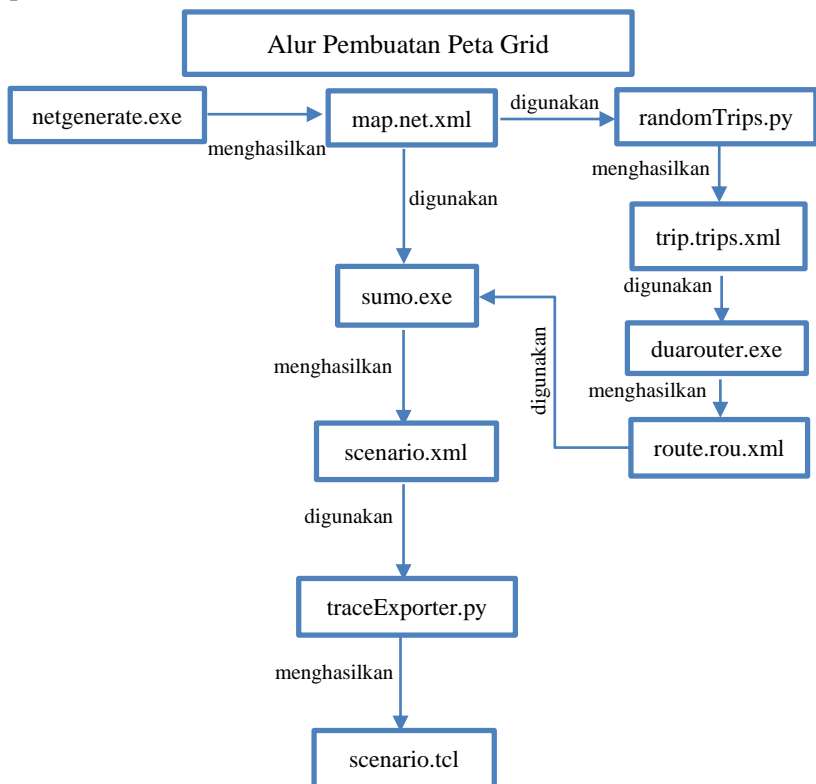 Alur Pembuatan Peta Grid
netgenerate.exe
menghasilkan
map.net.xml
digunakan
randomTrips.py
menghasilkan
digunakan
trip.trips.xml
digunakan
sumo.exe
duarouter.exe
menghasilkan
digunakan
menghasilkan
scenario.xml
route.rou.xml
digunakan
traceExporter.py
menghasilkan
scenario.tcl